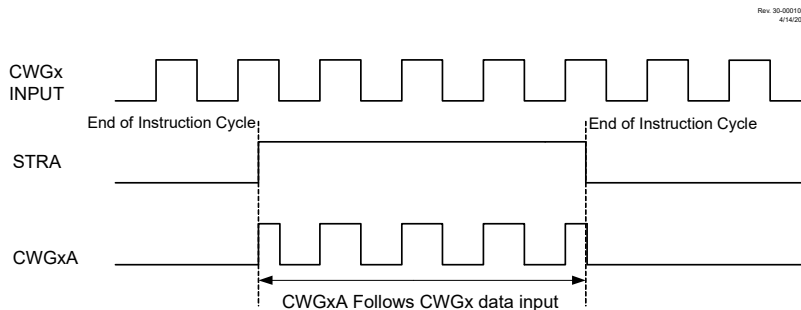 Rev. 30-00010
4/14/20
CWGx
INPUT
End of Instruction Cycle
End of Instruction Cycle
STRA
CWGxA
CWGxA Follows CWGx data input